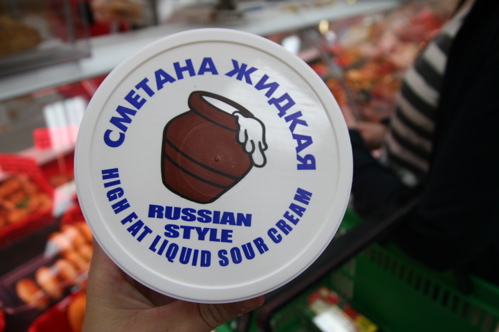 СМЕТАНА ЖИДКАЯ
RUSSIAN
STYLE
HIGH FAT LIQUID SOUR CREAM